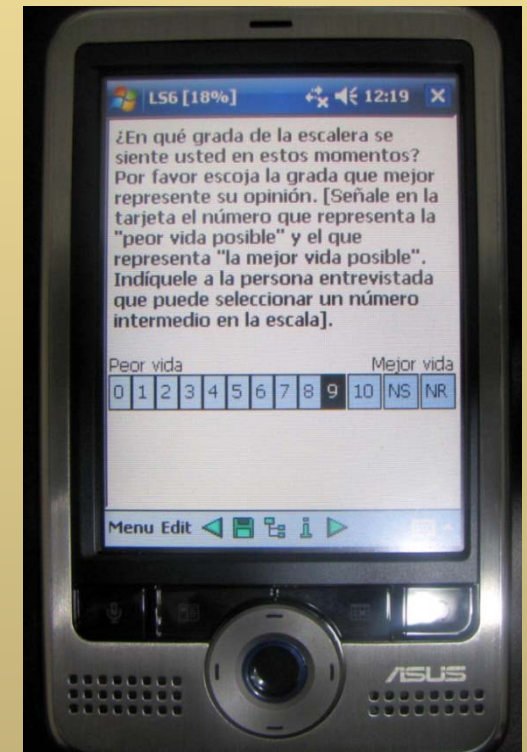 LS6 [18%] 12:19 X
¿En qué grada de la escalera se
siente usted en estos momentos?
Por favor escoja la grada que mejor
represente su opinión. [Señale en la
tarjeta el número que representa la
"peor vida posible" y el que
representa "la mejor vida posible".
Indíquele a la persona entrevistada
que puede seleccionar un número
intermedio en la escala].
Peor vida Mejor vida
0 1 2 3 4 5 6 7 8 9 10 NS NR
Menu Edit
ASUS